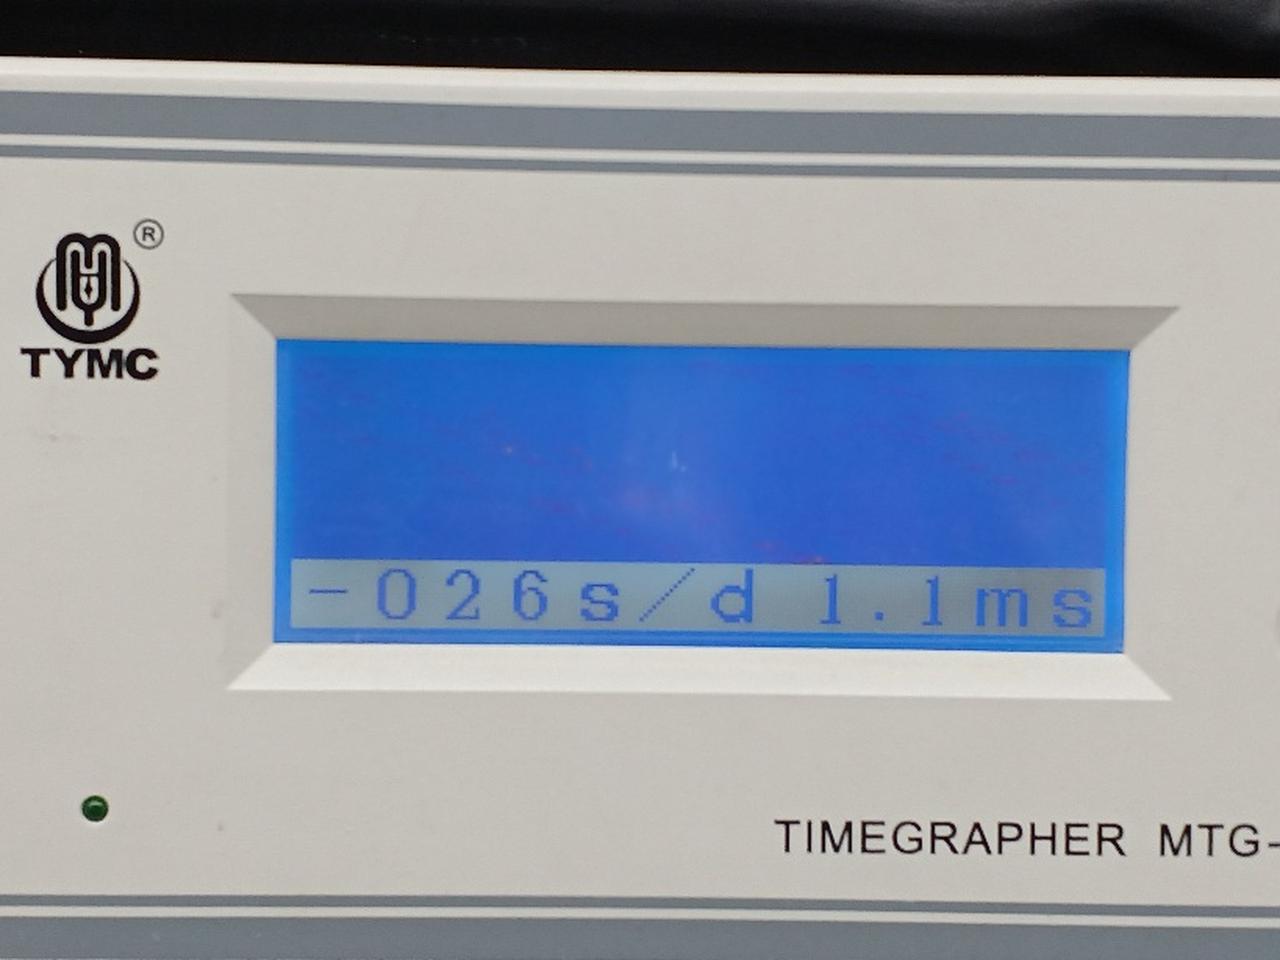 ®
TYMC
-026s/d 1.1ms
TIMEGRAPHER MTG-